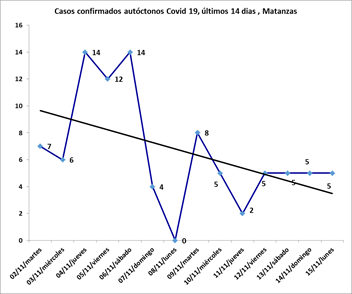 Casos confirmados autóctonos Covid 19, últimos 14 dias , Matanzas
16
14
12
10
8
6
4
2
0
7
6
14
12
14
4
0
8
5
2
5
5
5
5
02/11/martes
03/11/miércoles
04/11/jueves
05/11/viernes
06/11/sábado
07/11/domingo
08/11/lunes
09/11/martes
10/11/miércoles
11/11/jueves
12/11/viernes
13/11/sábado
14/11/domingo
15/11/lunes